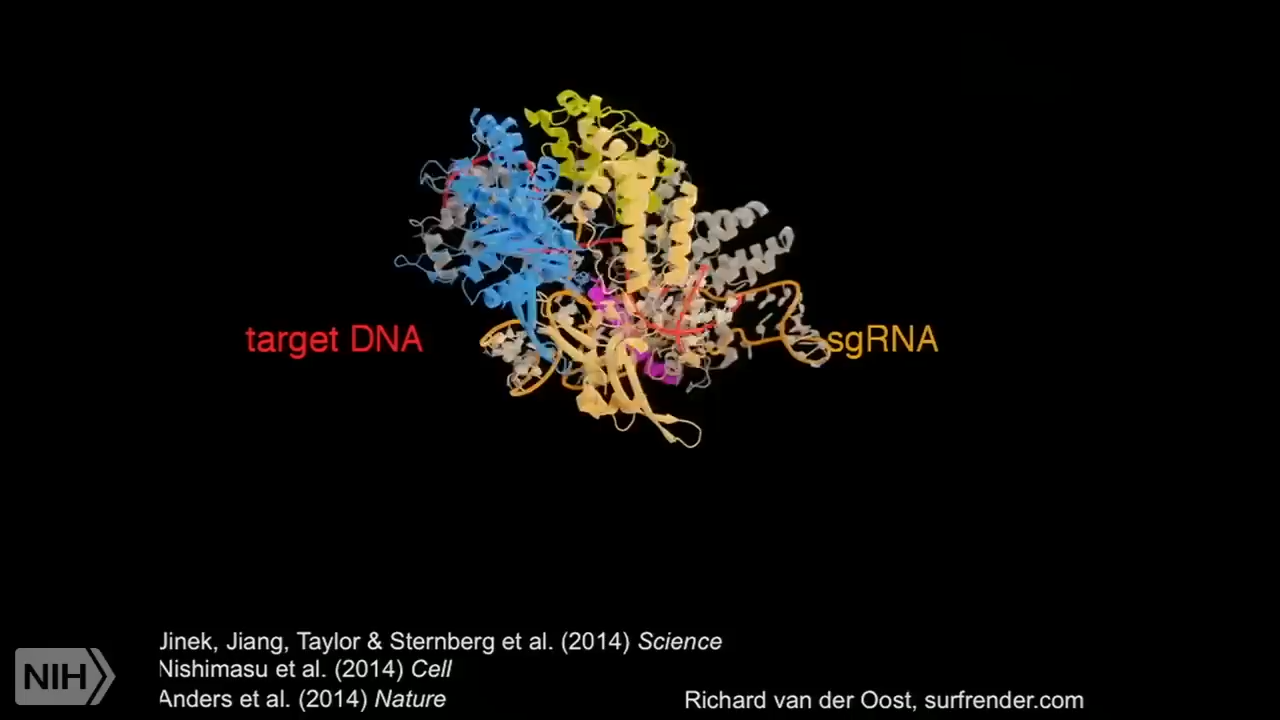 target DNA
sgRNA
Jinek, Jiang, Taylor & Sternberg et al. (2014) Science
Nishimasu et al. (2014) Cell
Anders et al. (2014) Nature
Richard van der Oost, surfrender.com
NIH